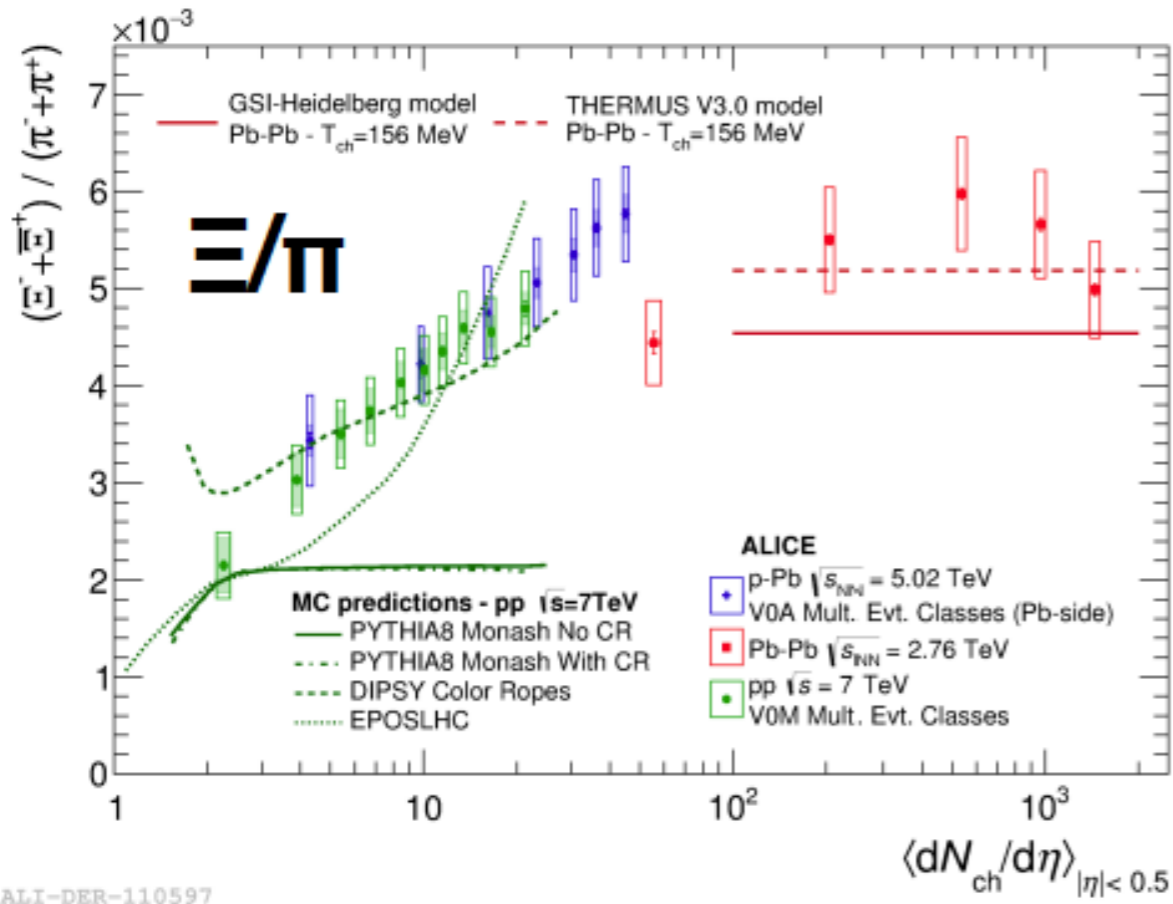 ×10⁻³
(Ξ⁻+Ξ̅⁺) / (π⁻+π⁺)
7
6
5
4
3
2
1
0
GSI-Heidelberg model
Pb-Pb - T_ch=156 MeV
THERMUS V3.0 model
Pb-Pb - T_ch=156 MeV
Ξ/π
MC predictions - pp √s=7TeV
PYTHIA8 Monash No CR
PYTHIA8 Monash With CR
DIPSY Color Ropes
EPOSLHC
ALICE
p-Pb √s_NN = 5.02 TeV
V0A Mult. Evt. Classes (Pb-side)
Pb-Pb √s_NN = 2.76 TeV
pp √s = 7 TeV
V0M Mult. Evt. Classes
1 10 10² 10³
⟨dN_ch/dη⟩_|η|< 0.5
ALI-DER-110597